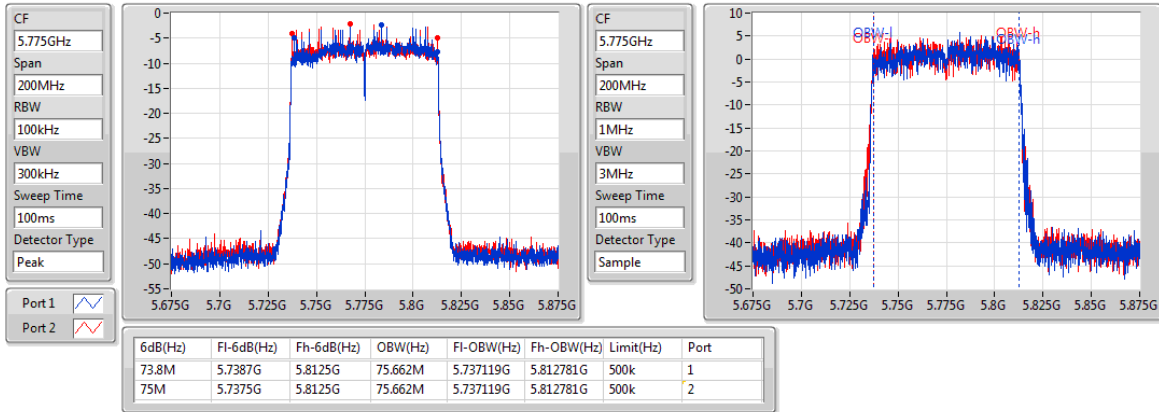 CF
5.775GHz
Span
200MHz
RBW
100kHz
VBW
300kHz
Sweep Time
100ms
Detector Type
Peak
Port 1
Port 2
0
-5
-10
-15
-20
-25
-30
-35
-40
-45
-50
-55
5.675G 5.7G 5.725G 5.75G 5.775G 5.8G 5.825G 5.85G 5.875G
CF
5.775GHz
Span
200MHz
RBW
1MHz
VBW
3MHz
Sweep Time
100ms
Detector Type
Sample
10
5
0
-5
-10
-15
-20
-25
-30
-35
-40
-45
-50
OBW-l
OBW-h
5.675G 5.7G 5.725G 5.75G 5.775G 5.8G 5.825G 5.85G 5.875G
6dB(Hz) Fl-6dB(Hz) Fh-6dB(Hz) OBW(Hz) Fl-OBW(Hz) Fh-OBW(Hz) Limit(Hz) Port
73.8M 5.7387G 5.8125G 75.662M 5.737119G 5.812781G 500k 1
75M 5.7375G 5.8125G 75.662M 5.737119G 5.812781G 500k 2